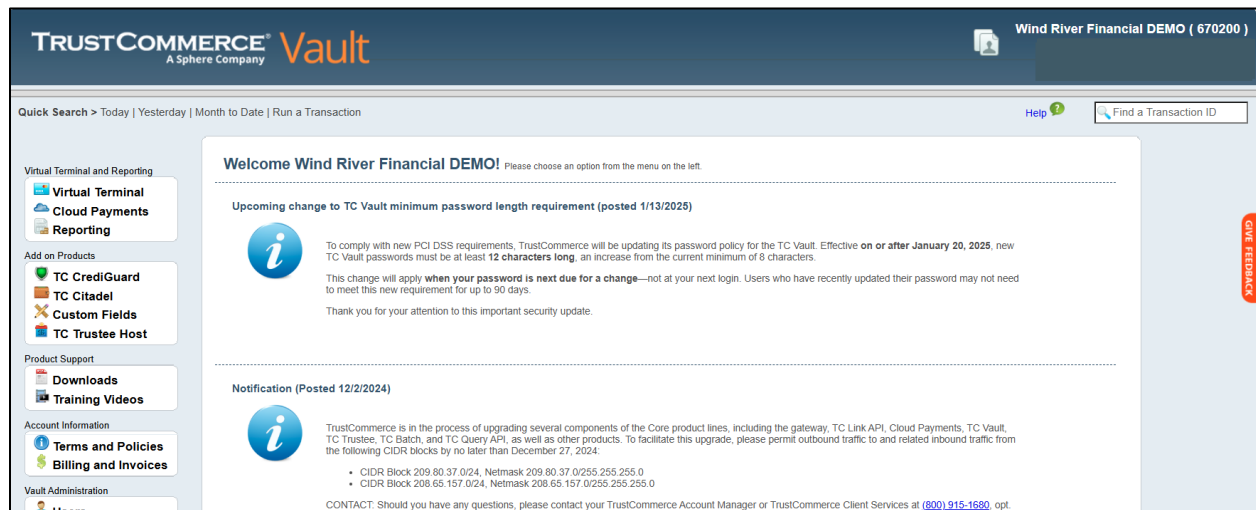 TRUSTCOMMERCE® Vault
A Sphere Company
Wind River Financial DEMO ( 670200 )
Quick Search > Today | Yesterday | Month to Date | Run a Transaction
Help ?
Find a Transaction ID
Virtual Terminal and Reporting
Virtual Terminal
Cloud Payments
Reporting
Add on Products
TC CrediGuard
TC Citadel
Custom Fields
TC Trustee Host
Product Support
Downloads
Training Videos
Account Information
Terms and Policies
Billing and Invoices
Vault Administration
Users
Welcome Wind River Financial DEMO! Please choose an option from the menu on the left.
Upcoming change to TC Vault minimum password length requirement (posted 1/13/2025)
To comply with new PCI DSS requirements, TrustCommerce will be updating its password policy for the TC Vault. Effective on or after January 20, 2025, new
TC Vault passwords must be at least 12 characters long, an increase from the current minimum of 8 characters.
This change will apply when your password is next due for a change—not at your next login. Users who have recently updated their password may not need
to meet this new requirement for up to 90 days.
Thank you for your attention to this important security update.
Notification (Posted 12/2/2024)
TrustCommerce is in the process of upgrading several components of the Core product lines, including the gateway, TC Link API, Cloud Payments, TC Vault,
TC Trustee, TC Batch, and TC Query API, as well as other products. To facilitate this upgrade, please permit outbound traffic to and related inbound traffic from
the following CIDR blocks by no later than December 27, 2024:
• CIDR Block 209.80.37.0/24, Netmask 209.80.37.0/255.255.255.0
• CIDR Block 208.65.157.0/24, Netmask 208.65.157.0/255.255.255.0
CONTACT: Should you have any questions, please contact your TrustCommerce Account Manager or TrustCommerce Client Services at (800) 915-1680, opt.
GIVE FEEDBACK